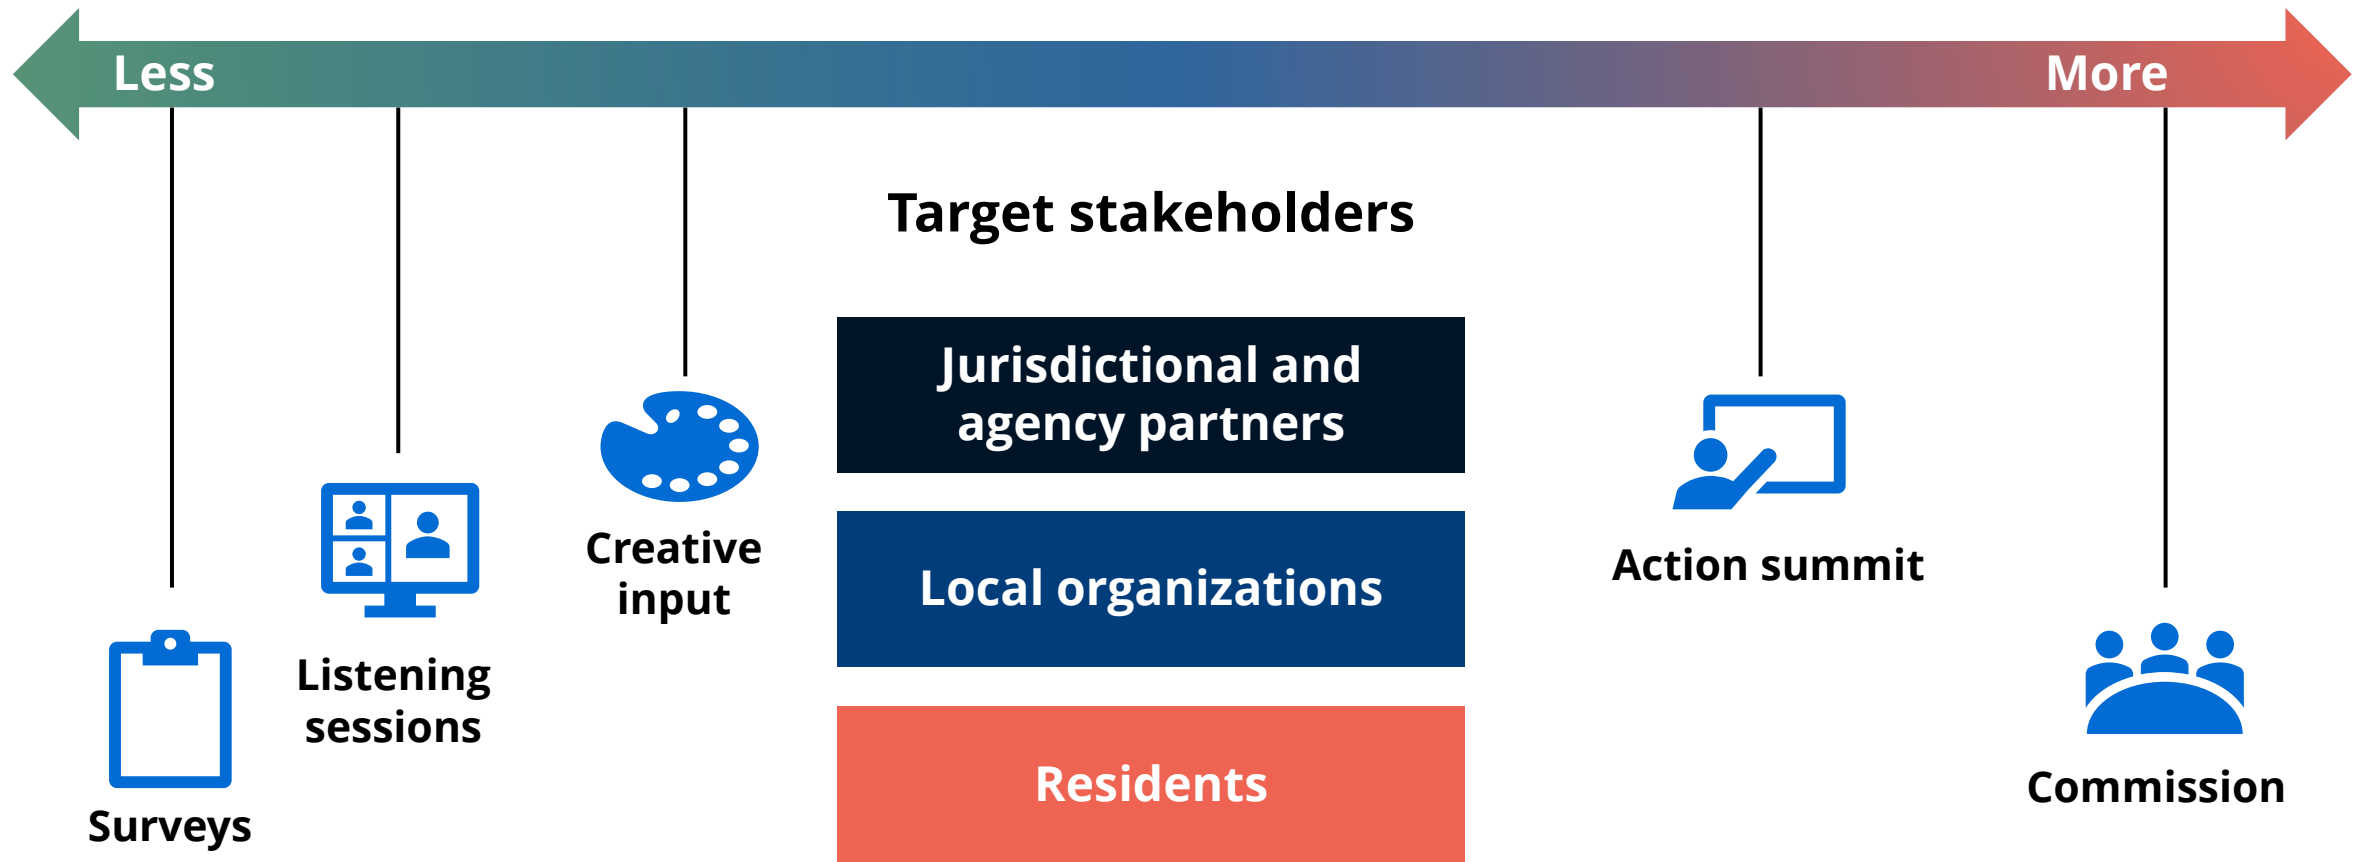 Less
More
Target stakeholders
Jurisdictional and
agency partners
Local organizations
Residents
Surveys
Listening
sessions
Creative
input
Action summit
Commission